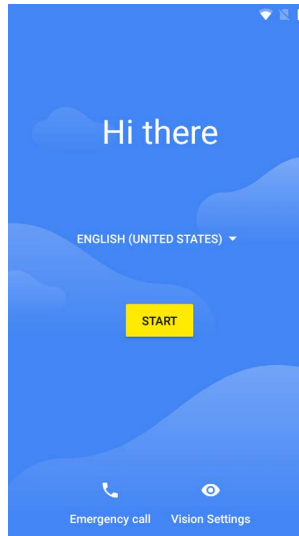 Hi there
ENGLISH (UNITED STATES)
START
Emergency call Vision Settings